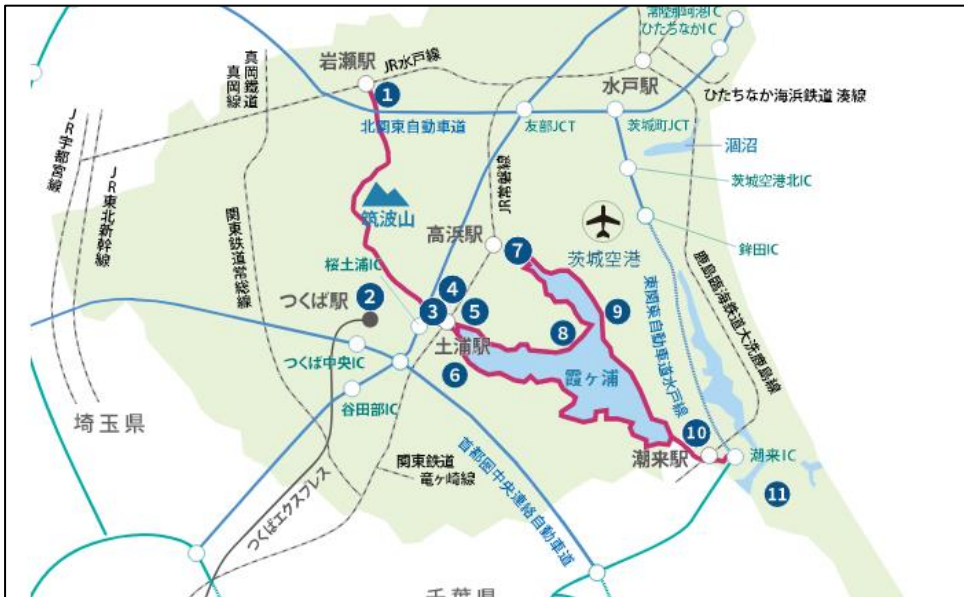 常陸那珂港IC
ひたちなかIC
岩瀬駅
JR水戸線
水戸駅
真岡鐵道
真岡線
1
ひたちなか海浜鉄道 湊線
北関東自動車道
友部JCT
茨城町JCT
涸沼
JR宇都宮線
JR東北新幹線
茨城空港北IC
JR常磐線
筑波山
関東鉄道常総線
高浜駅
7
茨城空港
鉾田IC
桜土浦IC
鹿島臨海鉄道大洗鹿島線
東関東自動車道水戸線
つくば駅
2
4
3
5
9
8
土浦駅
つくば中央IC
6
霞ヶ浦
谷田部IC
埼玉県
10
潮来駅
潮来IC
首都圏中央連絡自動車道
関東鉄道
竜ヶ崎線
つくばエクスプレス
11
千葉県